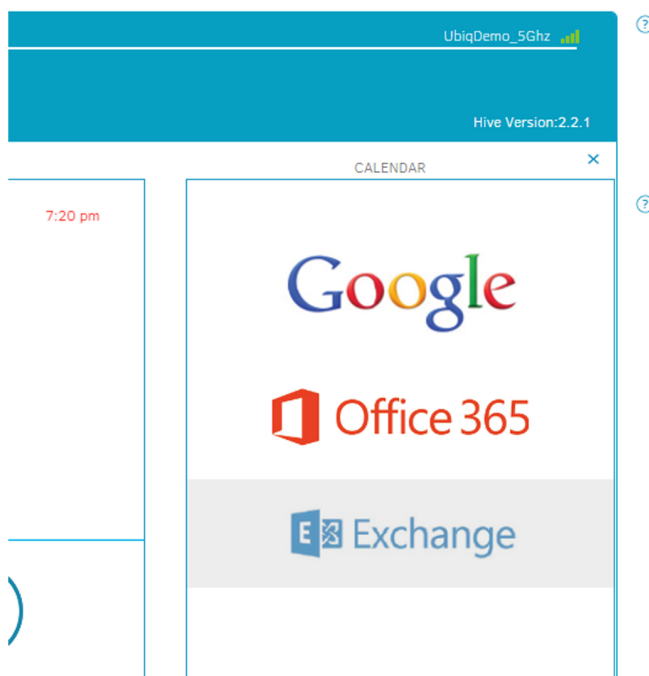 UbiqDemo_5Ghz
Hive Version:2.2.1
CALENDAR
7:20 pm
Google
Office 365
E Exchange